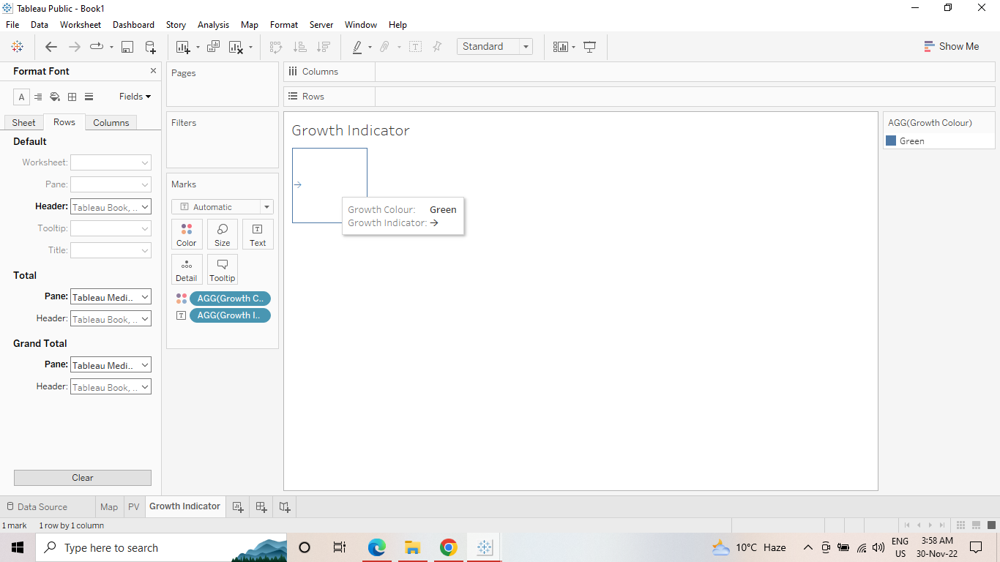 Tableau Public - Book1
File Data Worksheet Dashboard Story Analysis Map Format Server Window Help
Standard
Show Me
Format Font
A
Fields
Sheet Rows Columns
Default
Worksheet:
Pane:
Header: Tableau Book, ..
Tooltip:
Title:
Total
Pane: Tableau Medi..
Header: Tableau Book, ..
Grand Total
Pane: Tableau Medi..
Header: Tableau Book, ..
Clear
Pages
Filters
Marks
T Automatic
Color Size Text
Detail Tooltip
AGG(Growth C..
AGG(Growth I..
Columns
Rows
Growth Indicator
→
Growth Colour: Green
Growth Indicator: →
AGG(Growth Colour)
Green
Data Source Map PV Growth Indicator
1 mark 1 row by 1 column
Type here to search
10°C Haze
ENG
US
3:58 AM
30-Nov-22